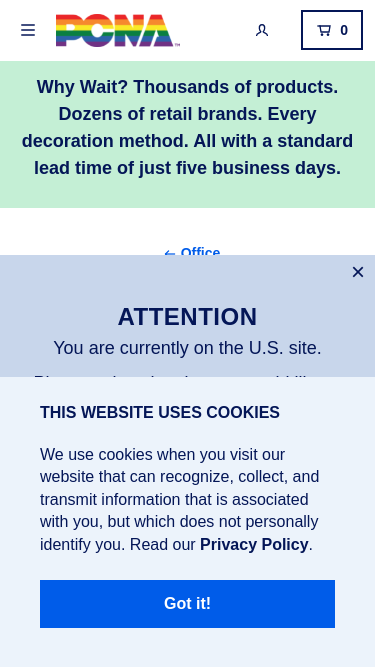 PCNA™
0
Why Wait? Thousands of products.
Dozens of retail brands. Every
decoration method. All with a standard
lead time of just five business days.
← Office
×
ATTENTION
You are currently on the U.S. site.
THIS WEBSITE USES COOKIES
We use cookies when you visit our
website that can recognize, collect, and
transmit information that is associated
with you, but which does not personally
identify you. Read our Privacy Policy.
Got it!